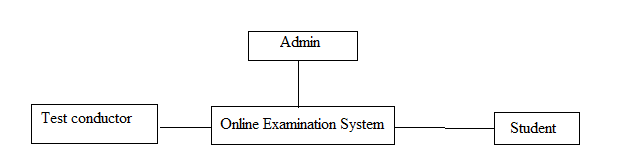 Admin
Test conductor
Online Examination System
Student